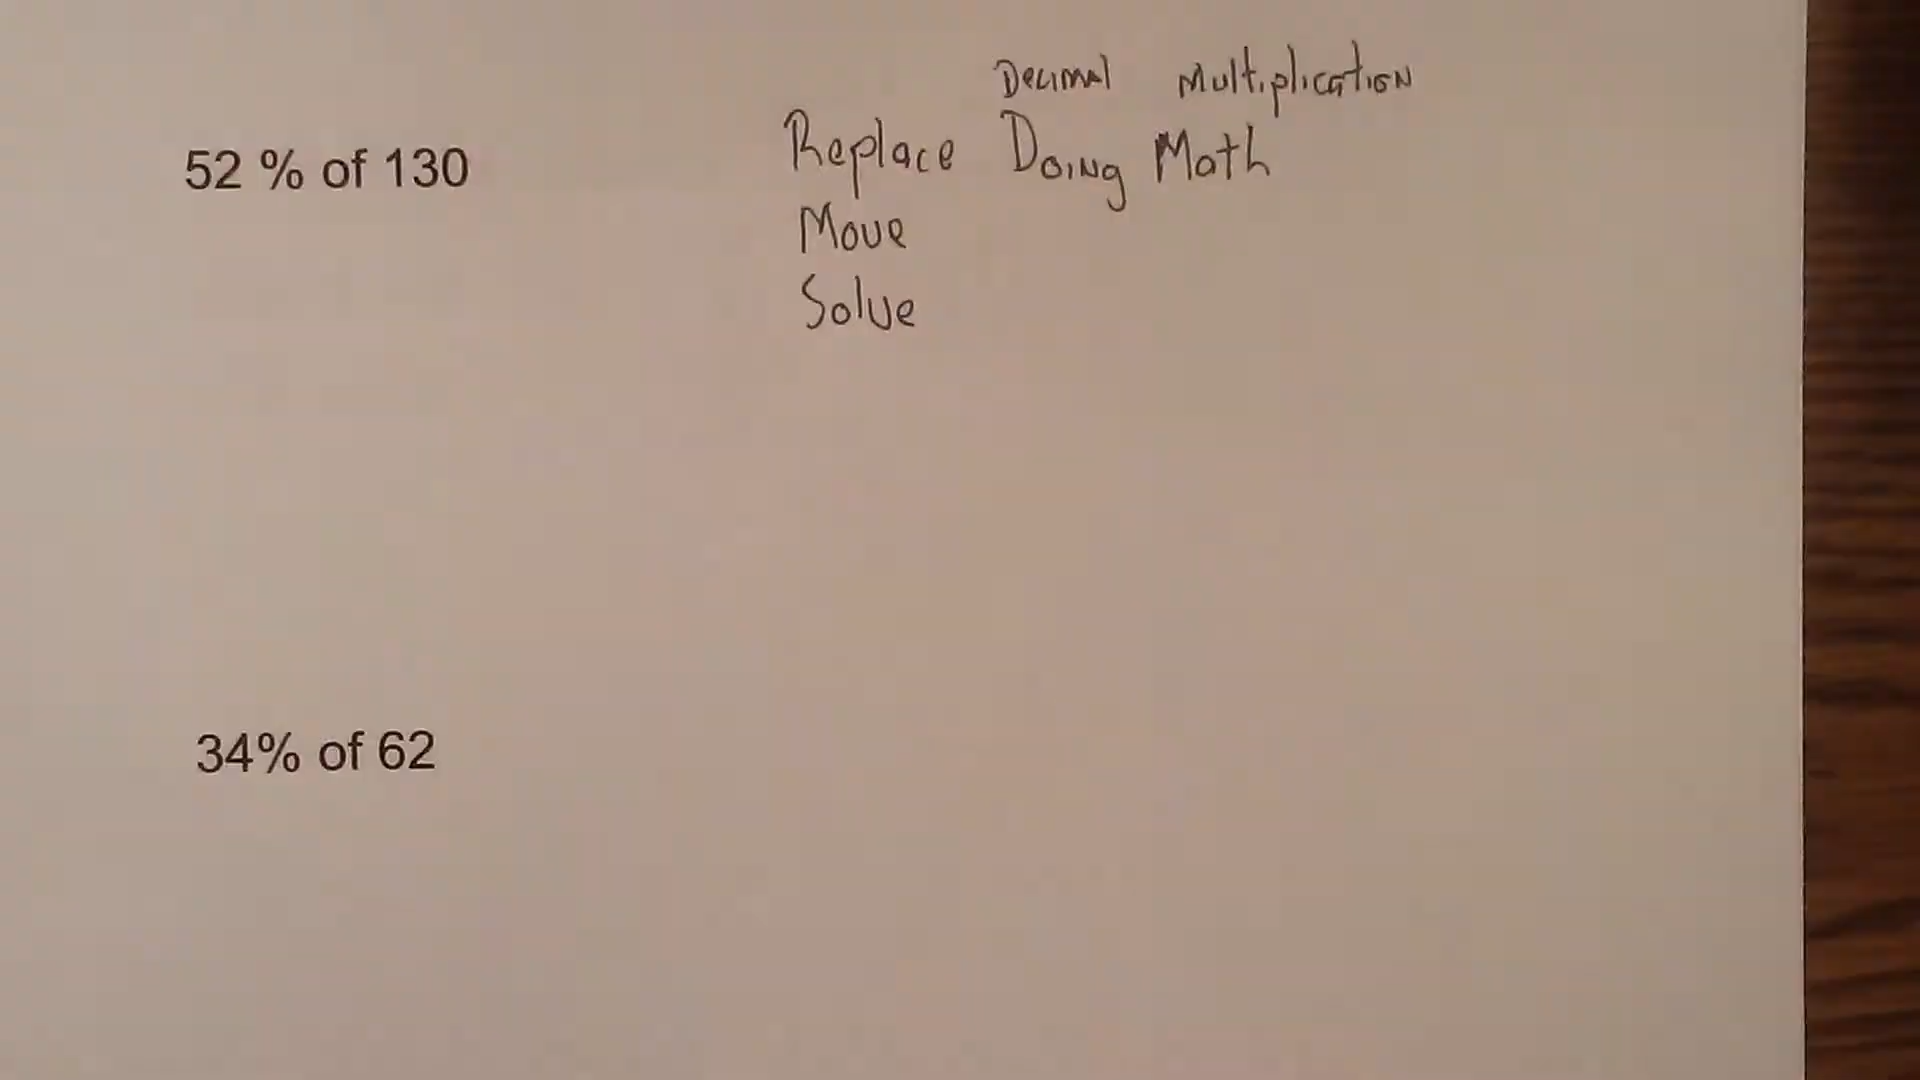 Decimal Multiplication
52 % of 130
Replace Doing Math
Move
Solve
34% of 62